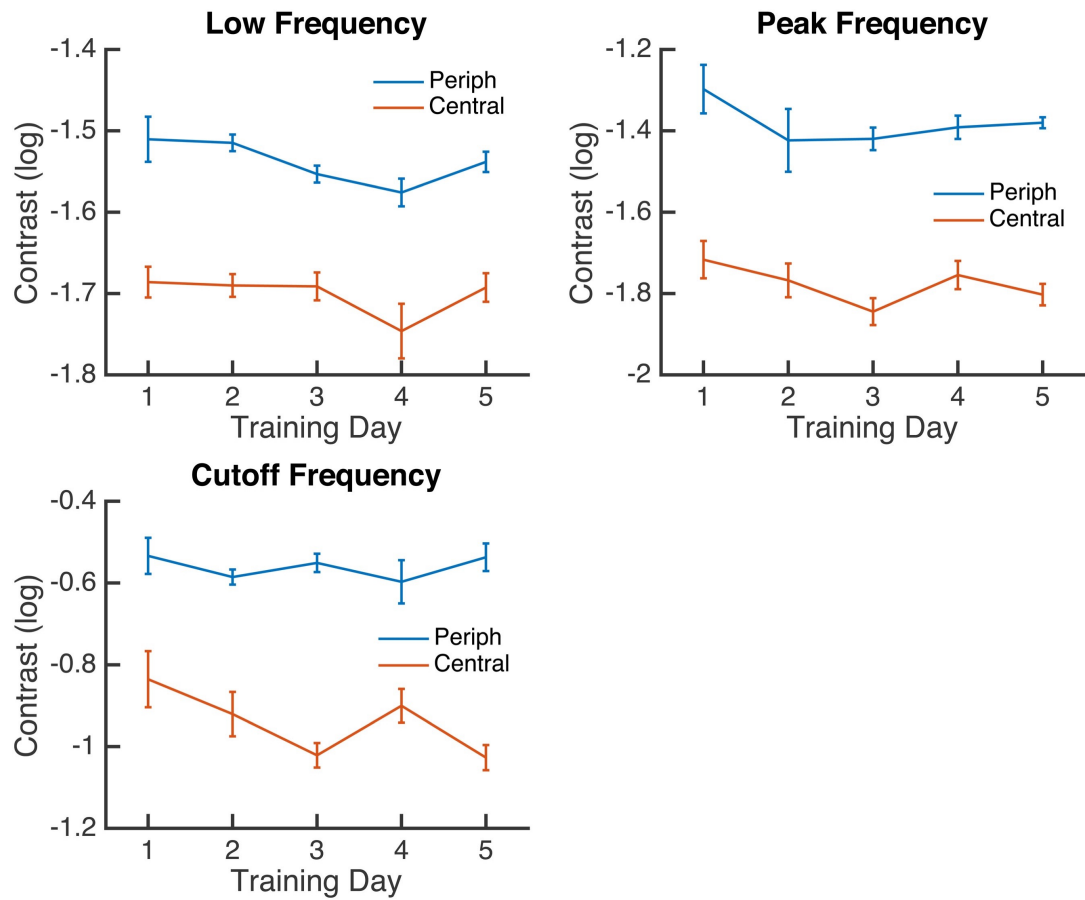 Low Frequency
-1.4
-1.5
-1.6
-1.7
-1.8
Contrast (log)
Periph
Central
1 2 3 4 5
Training Day
Peak Frequency
-1.2
-1.4
-1.6
-1.8
-2
Contrast (log)
Periph
Central
1 2 3 4 5
Training Day
Cutoff Frequency
-0.4
-0.6
-0.8
-1
-1.2
Contrast (log)
Periph
Central
1 2 3 4 5
Training Day